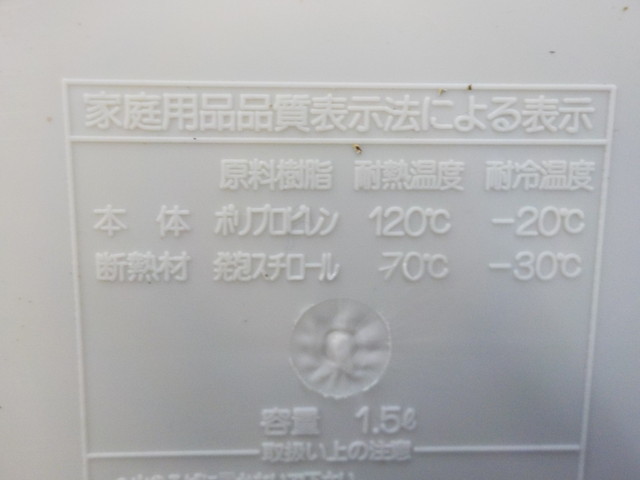 家庭用品品質表示法による表示
原料樹脂 耐熱温度 耐冷温度
本体 ポリプロピレン 120℃ -20℃
断熱材 発泡スチロール 70℃ -30℃
容量 1.5ℓ
取扱い上の注意